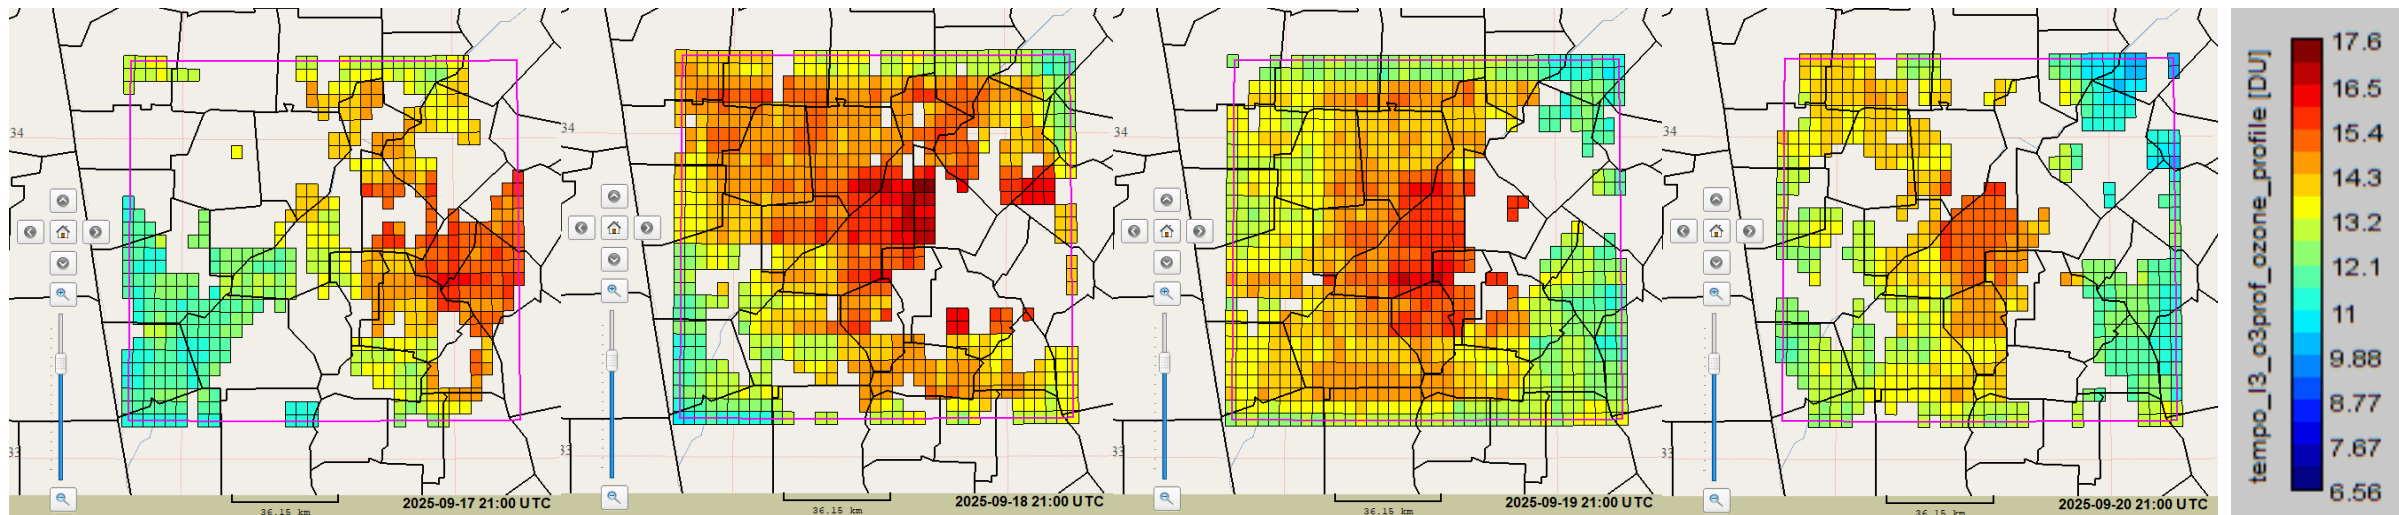 34
33
36.15 km
2025-09-17 21:00 UTC
34
33
36.15 km
2025-09-18 21:00 UTC
34
33
36.15 km
2025-09-19 21:00 UTC
34
33
36.15 km
2025-09-20 21:00 UTC
tempo_l3_o3prof_ozone_profile [DU]
17.6
16.5
15.4
14.3
13.2
12.1
11
9.88
8.77
7.67
6.56